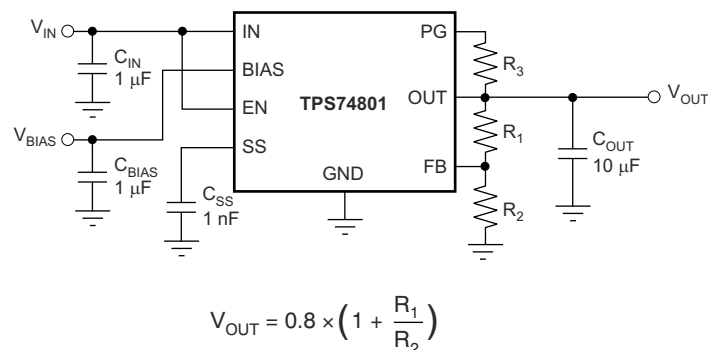 V_IN
C_IN
1 μF
V_BIAS
C_BIAS
1 μF
C_SS
1 nF
IN
BIAS
EN
SS
TPS74801
GND
PG
OUT
FB
R_3
R_1
R_2
V_OUT
C_OUT
10 μF
V_OUT = 0.8 × (1 + R_1/R_2)